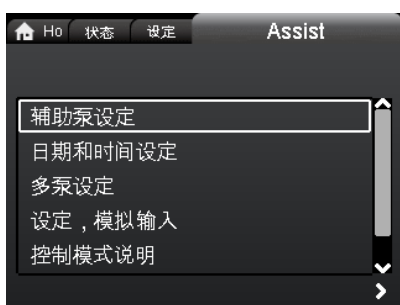 Ho 状态 设定 Assist
辅助泵设定
日期和时间设定
多泵设定
设定，模拟输入
控制模式说明